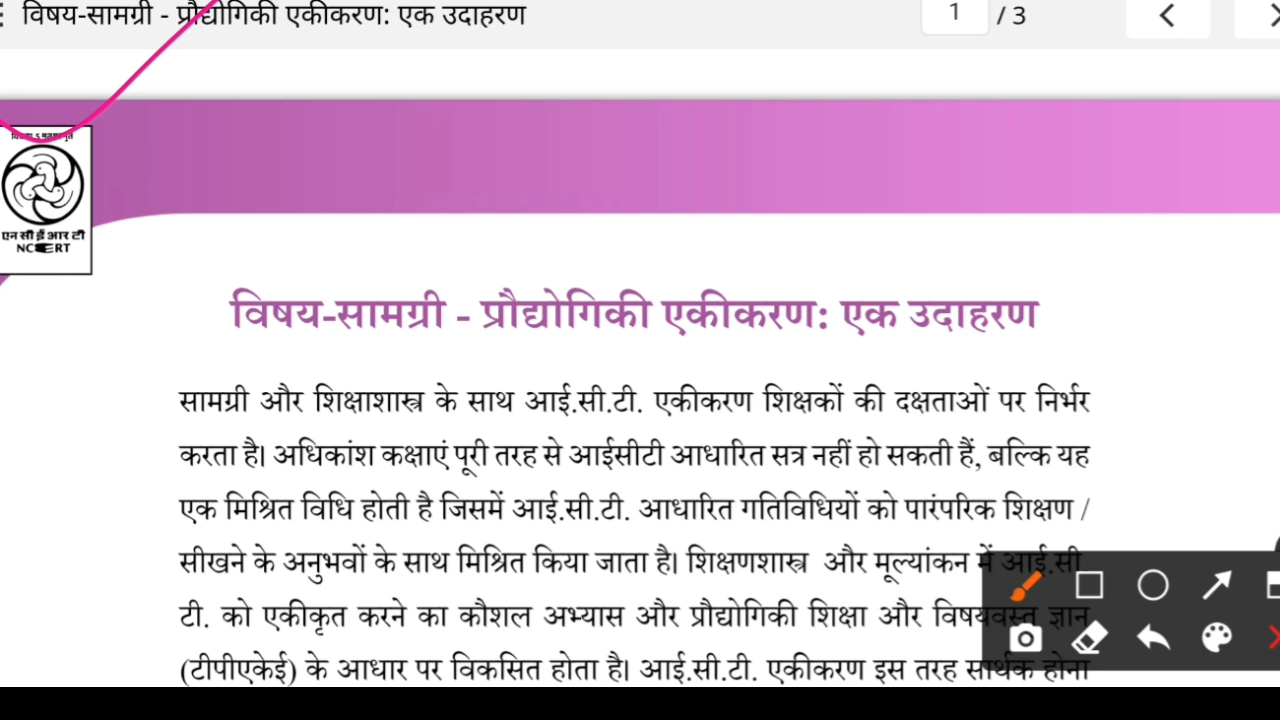 विषय-सामग्री - प्रौद्योगिकी एकीकरण: एक उदाहरण
1 / 3
एन सी ई आर टी
NCERT
विषय-सामग्री - प्रौद्योगिकी एकीकरण: एक उदाहरण
सामग्री और शिक्षाशास्त्र के साथ आई.सी.टी. एकीकरण शिक्षकों की दक्षताओं पर निर्भर
करता है। अधिकांश कक्षाएं पूरी तरह से आईसीटी आधारित सत्र नहीं हो सकती हैं, बल्कि यह
एक मिश्रित विधि होती है जिसमें आई.सी.टी. आधारित गतिविधियों को पारंपरिक शिक्षण /
सीखने के अनुभवों के साथ मिश्रित किया जाता है। शिक्षणशास्त्र और मूल्यांकन में आई.सी
टी. को एकीकृत करने का कौशल अभ्यास और प्रौद्योगिकी शिक्षा और विषयवस्त ज्ञान
(टीपीएकेई) के आधार पर विकसित होता है। आई.सी.टी. एकीकरण इस तरह सार्थक होना